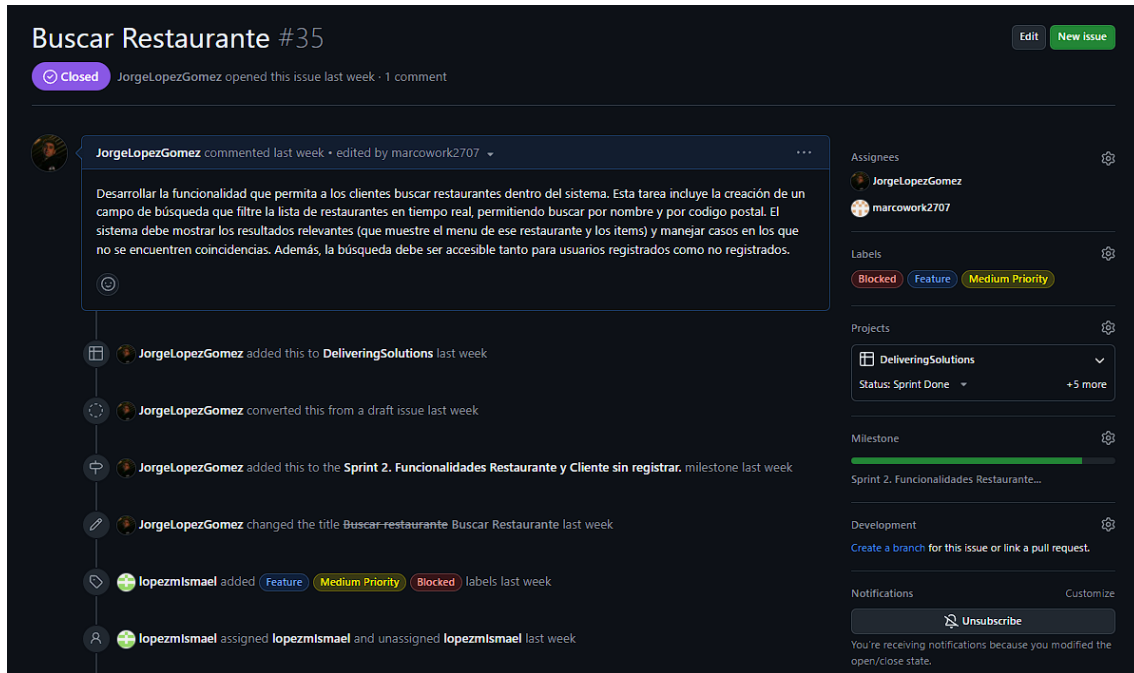 Buscar Restaurante #35
Edit
New issue
Closed
JorgeLopezGomez opened this issue last week · 1 comment
JorgeLopezGomez commented last week • edited by marcowork2707
Desarrollar la funcionalidad que permita a los clientes buscar restaurantes dentro del sistema. Esta tarea incluye la creación de un
campo de búsqueda que filtre la lista de restaurantes en tiempo real, permitiendo buscar por nombre y por codigo postal. El
sistema debe mostrar los resultados relevantes (que muestre el menu de ese restaurante y los items) y manejar casos en los que
no se encuentren coincidencias. Además, la búsqueda debe ser accesible tanto para usuarios registrados como no registrados.
JorgeLopezGomez added this to DeliveringSolutions last week
JorgeLopezGomez converted this from a draft issue last week
JorgeLopezGomez added this to the Sprint 2. Funcionalidades Restaurante y Cliente sin registrar. milestone last week
JorgeLopezGomez changed the title Buscar restaurante Buscar Restaurante last week
lopezmIsmael added Feature Medium Priority Blocked labels last week
lopezmIsmael assigned lopezmIsmael and unassigned lopezmIsmael last week
Assignees
JorgeLopezGomez
marcowork2707
Labels
Blocked Feature Medium Priority
Projects
DeliveringSolutions
Status: Sprint Done
+5 more
Milestone
Sprint 2. Funcionalidades Restaurante...
Development
Create a branch for this issue or link a pull request.
Notifications
Customize
Unsubscribe
You're receiving notifications because you modified the
open/close state.